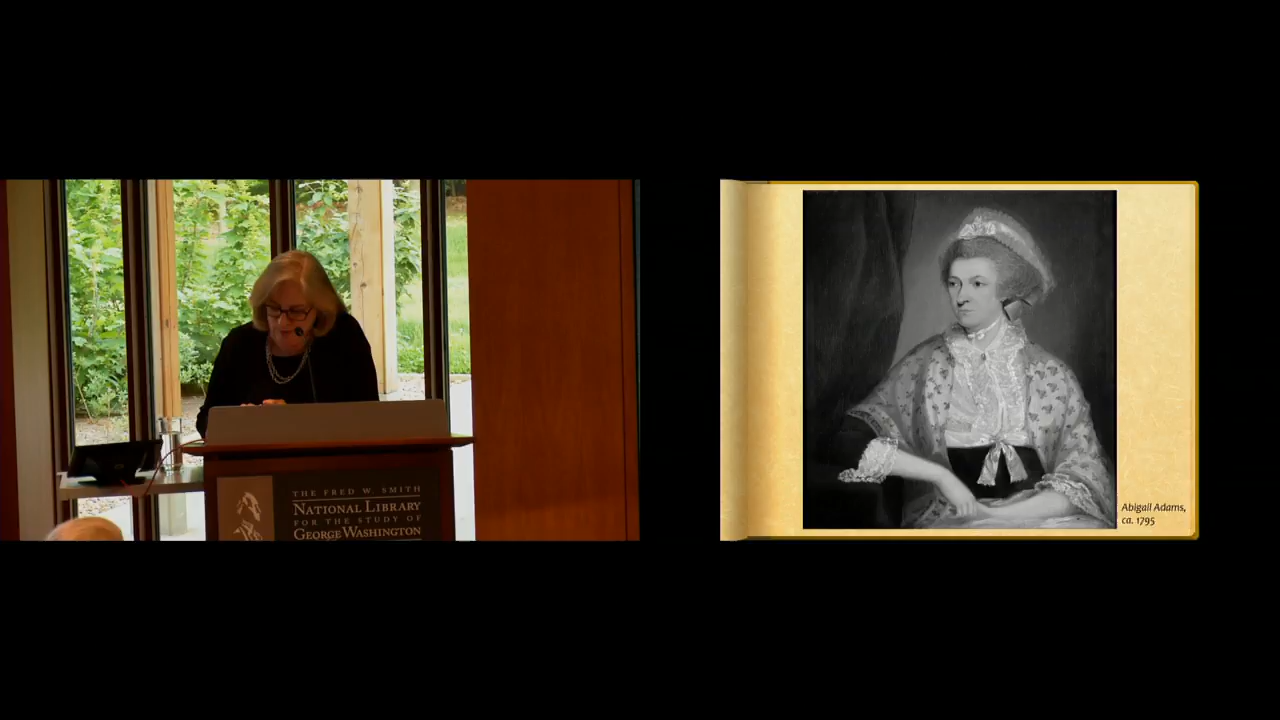 THE FRED W. SMITH
NATIONAL LIBRARY
FOR THE STUDY OF
GEORGE WASHINGTON
Abigail Adams,
ca. 1795